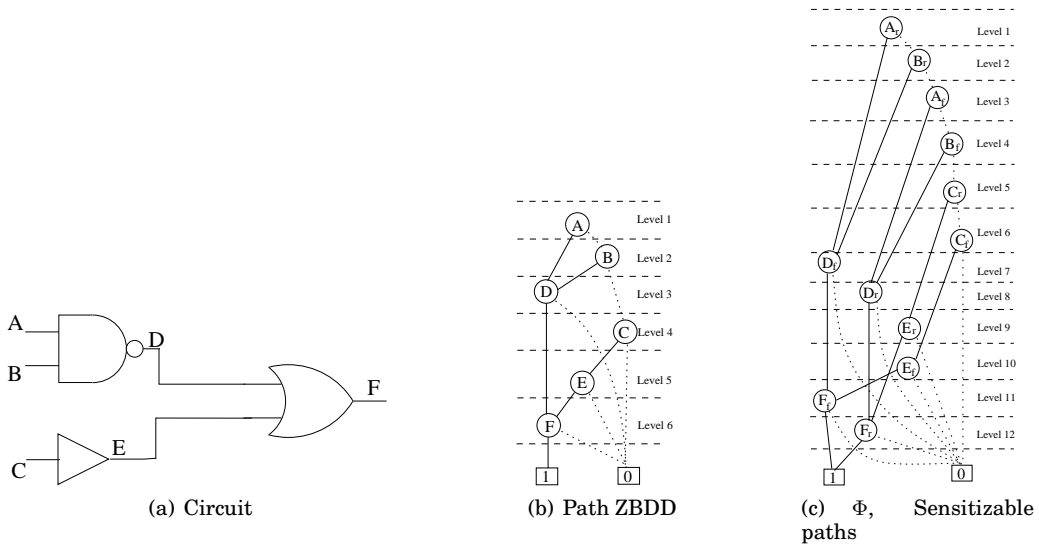 A
B
C
D
E
F
(a) Circuit
A
Level 1
B
Level 2
D
Level 3
C
Level 4
E
Level 5
F
Level 6
1
0
(b) Path ZBDD
Ar
Level 1
Br
Level 2
Af
Level 3
Bf
Level 4
Cr
Level 5
Cf
Level 6
Df
Level 7
Dr
Level 8
Er
Level 9
Ef
Level 10
Ff
Level 11
Fr
Level 12
1
0
(c) Φ, Sensitizable
paths